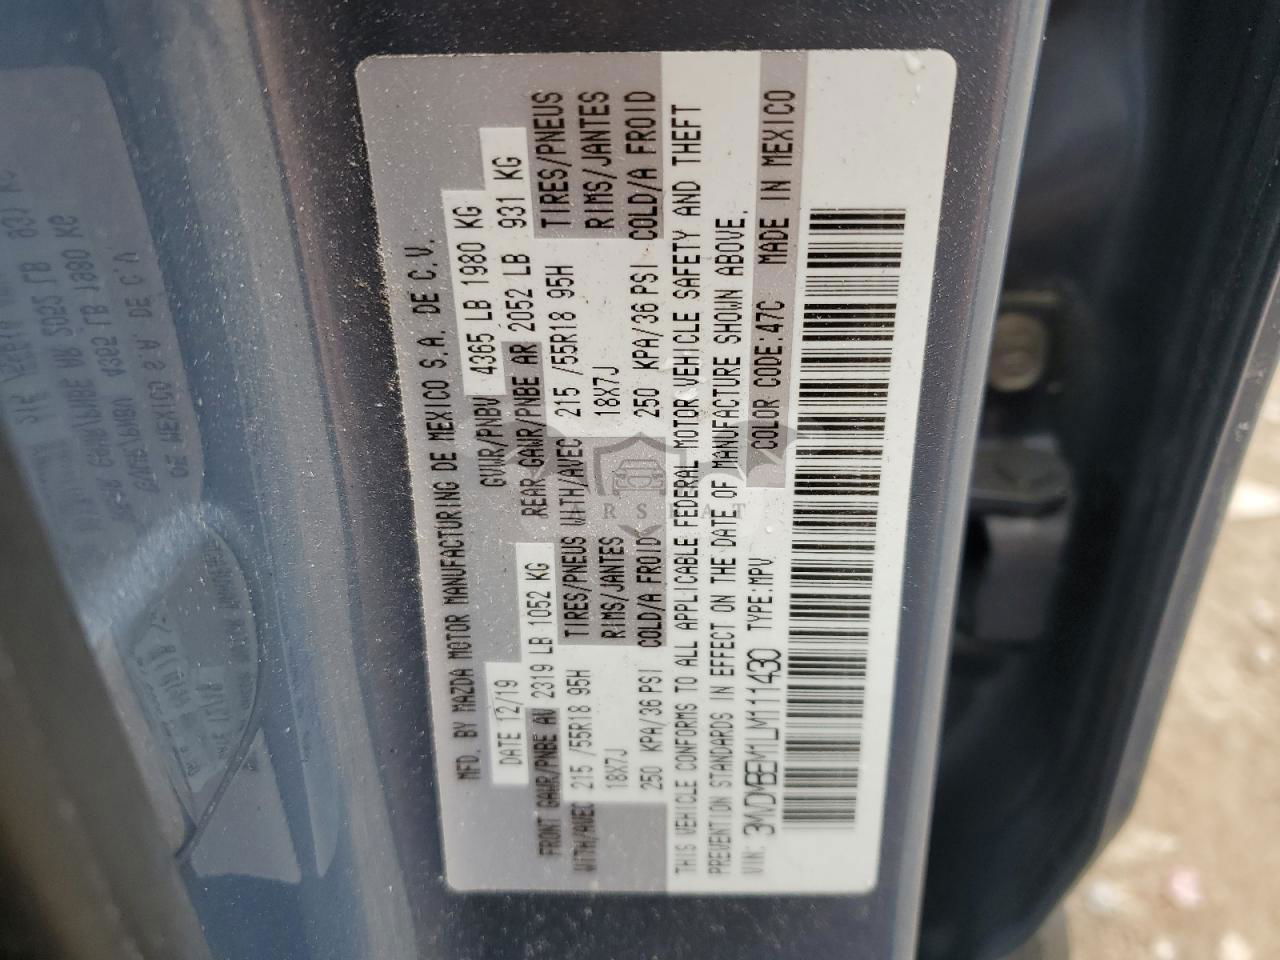 MFD. BY MAZDA MOTOR MANUFACTURING DE MEXICO S.A. DE C.V.
DATE 12/19 GVWR/PNBV 4365 LB 1980 KG
FRONT GAWR/PNBE AV 2319 LB 1052 KG REAR GAWR/PNBE AR 2052 LB 931 KG
WITH/AVEC 215 /55R18 95H TIRES/PNEUS WITH/AVEC 215 /55R18 95H TIRES/PNEUS
18X7J RIMS/JANTES 18X7J RIMS/JANTES
250 KPA/36 PSI COLD/A FROID 250 KPA/36 PSI COLD/A FROID
THIS VEHICLE CONFORMS TO ALL APPLICABLE FEDERAL MOTOR VEHICLE SAFETY AND THEFT
PREVENTION STANDARDS IN EFFECT ON THE DATE OF MANUFACTURE SHOWN ABOVE.
VIN: 3MVDMBEM1LM111430 TYPE:MPV COLOR CODE:47C MADE IN MEXICO